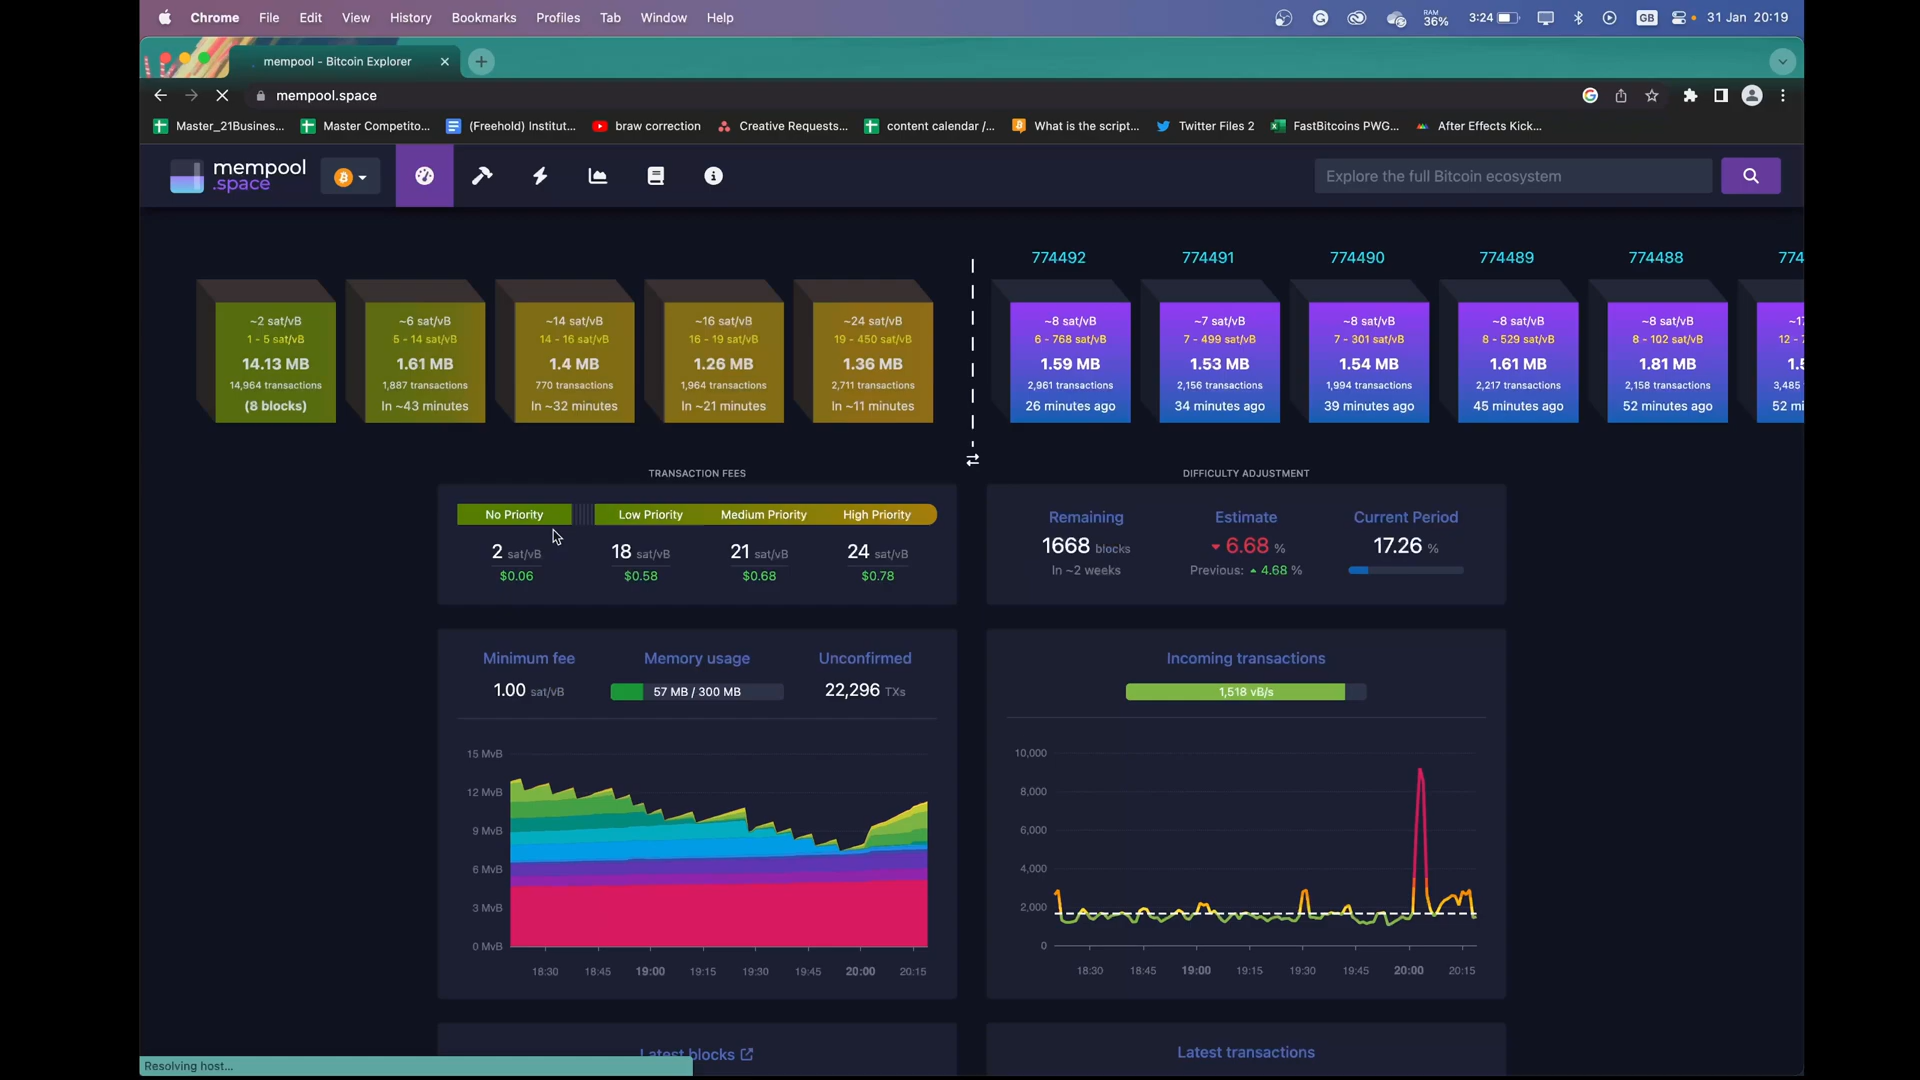 Chrome File Edit View History Bookmarks Profiles Tab Window Help RAM 36% 3:24 GB 31 Jan 20:19
mempool - Bitcoin Explorer
mempool.space
Master_21Busines... Master Competito... (Freehold) Institut... braw correction Creative Requests... content calendar /... What is the script... Twitter Files 2 FastBitcoins PWG... After Effects Kick...
mempool
.space
Explore the full Bitcoin ecosystem
774492 774491 774490 774489 774488 774
~2 sat/vB ~6 sat/vB ~14 sat/vB ~16 sat/vB ~24 sat/vB ~8 sat/vB ~7 sat/vB ~8 sat/vB ~8 sat/vB ~8 sat/vB
1 - 5 sat/vB 5 - 14 sat/vB 14 - 16 sat/vB 16 - 19 sat/vB 19 - 450 sat/vB 6 - 768 sat/vB 7 - 499 sat/vB 7 - 301 sat/vB 8 - 529 sat/vB 8 - 102 sat/vB 12 -
14.13 MB 1.61 MB 1.4 MB 1.26 MB 1.36 MB 1.59 MB 1.53 MB 1.54 MB 1.61 MB 1.81 MB
14,964 transactions 1,887 transactions 770 transactions 1,964 transactions 2,711 transactions 2,961 transactions 2,156 transactions 1,994 transactions 2,217 transactions 2,158 transactions 3,485
(8 blocks) In ~43 minutes In ~32 minutes In ~21 minutes In ~11 minutes 26 minutes ago 34 minutes ago 39 minutes ago 45 minutes ago 52 minutes ago 52 mi
TRANSACTION FEES DIFFICULTY ADJUSTMENT
No Priority Low Priority Medium Priority High Priority
2 sat/vB 18 sat/vB 21 sat/vB 24 sat/vB
$0.06 $0.58 $0.68 $0.78
Remaining Estimate Current Period
1668 blocks 6.68 % 17.26 %
In ~2 weeks Previous: 4.68 %
Minimum fee Memory usage Unconfirmed
1.00 sat/vB 57 MB / 300 MB 22,296 TXs
Incoming transactions
1,518 vB/s
15 MvB
12 MvB
9 MvB
6 MvB
3 MvB
0 MvB
18:30 18:45 19:00 19:15 19:30 19:45 20:00 20:15
10,000
8,000
6,000
4,000
2,000
0
18:30 18:45 19:00 19:15 19:30 19:45 20:00 20:15
Latest blocks Latest transactions
Resolving host...